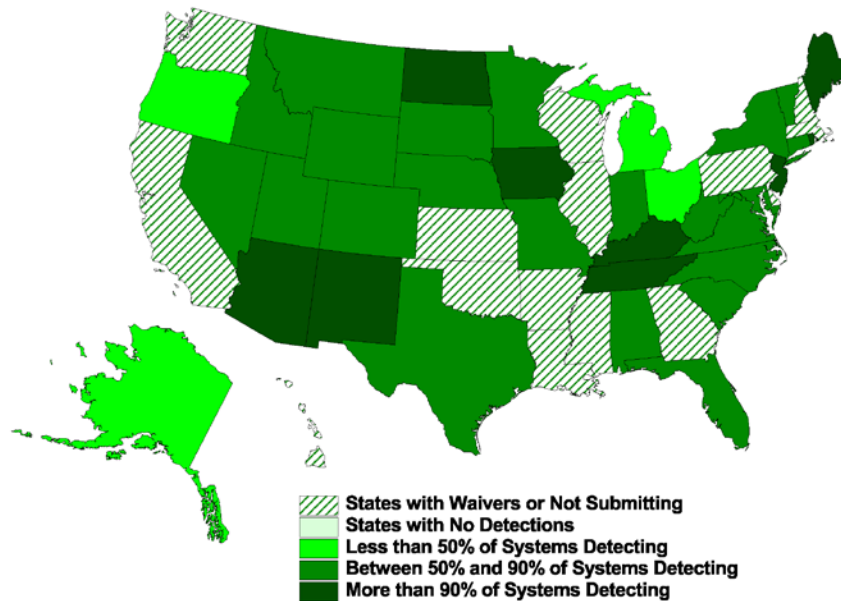 States with Waivers or Not Submitting
States with No Detections
Less than 50% of Systems Detecting
Between 50% and 90% of Systems Detecting
More than 90% of Systems Detecting